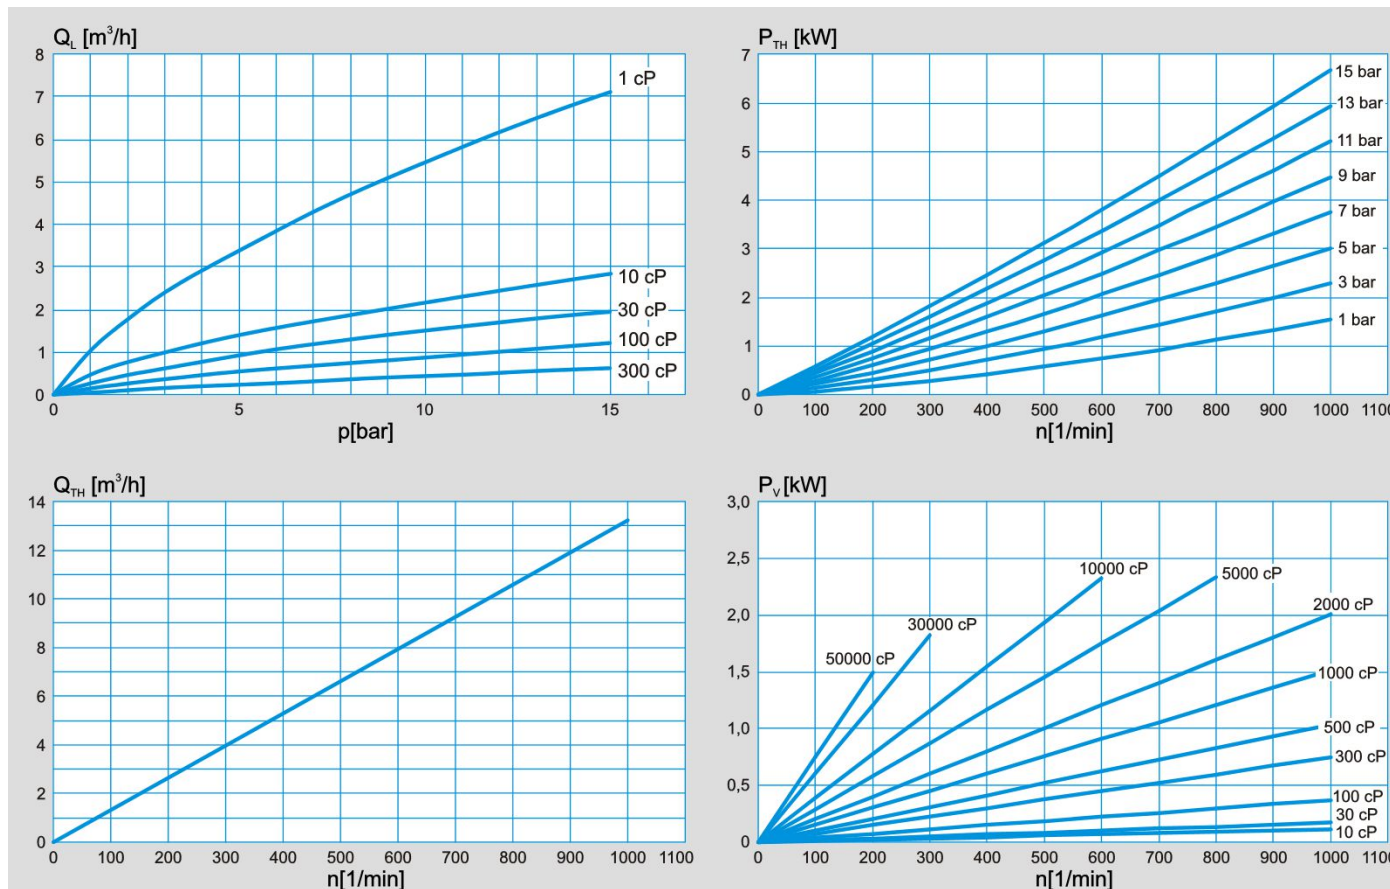 Q_L [m³/h]
8
7
6
5
4
3
2
1
0
1 cP
10 cP
30 cP
100 cP
300 cP
0 5 10 15
p[bar]
P_TH [kW]
7
6
5
4
3
2
1
0
15 bar
13 bar
11 bar
9 bar
7 bar
5 bar
3 bar
1 bar
0 100 200 300 400 500 600 700 800 900 1000 1100
n[1/min]
Q_TH [m³/h]
14
12
10
8
6
4
2
0
0 100 200 300 400 500 600 700 800 900 1000 1100
n[1/min]
P_V [kW]
3,0
2,5
2,0
1,5
1,0
0,5
0
50000 cP
30000 cP
10000 cP
5000 cP
2000 cP
1000 cP
500 cP
300 cP
100 cP
30 cP
10 cP
0 100 200 300 400 500 600 700 800 900 1000 1100
n[1/min]